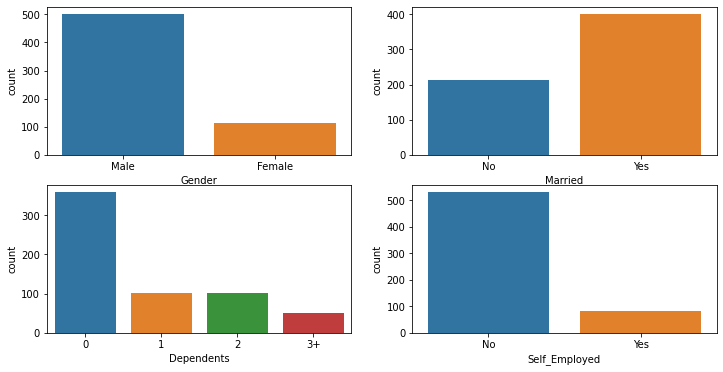 500
400
300
200
100
0
count
Male Female
Gender
400
300
200
100
0
count
No Yes
Married
300
200
100
0
count
0 1 2 3+
Dependents
500
400
300
200
100
0
count
No Yes
Self_Employed